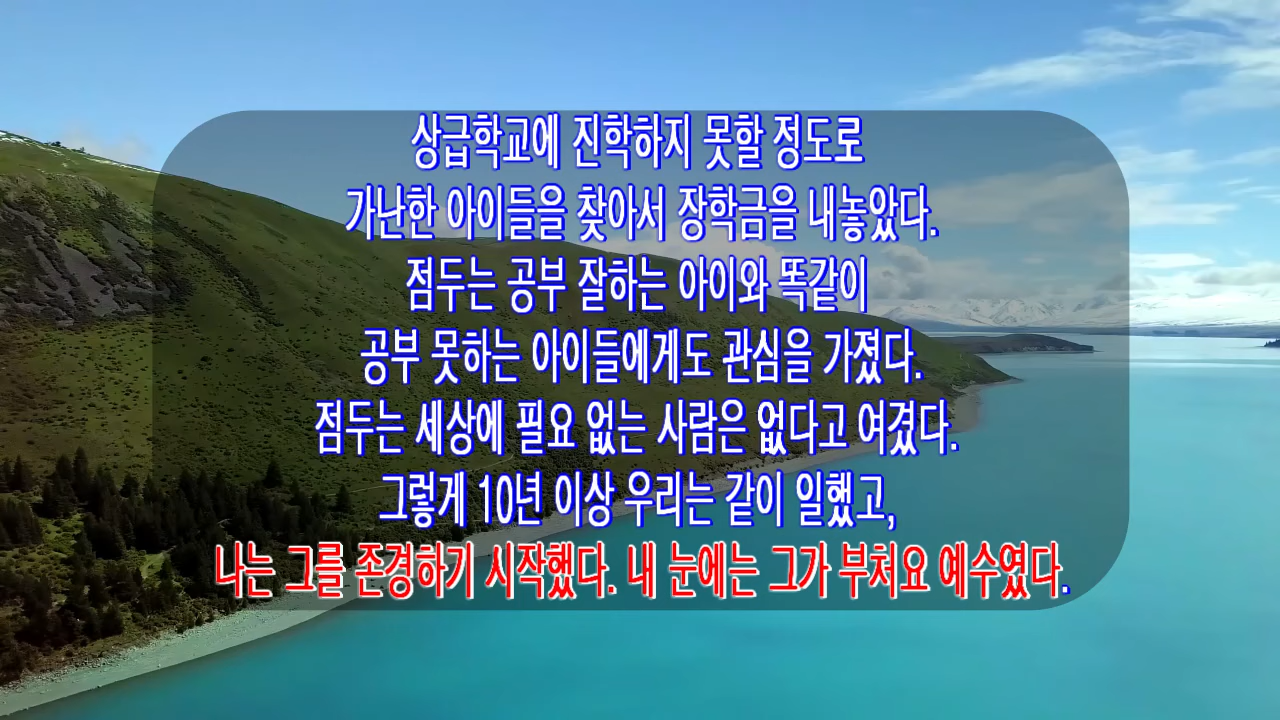 상급학교에 진학하지 못할 정도로
가난한 아이들을 찾아서 장학금을 내놓았다.
점두는 공부 잘하는 아이와 똑같이
공부 못하는 아이들에게도 관심을 가졌다.
점두는 세상에 필요 없는 사람은 없다고 여겼다.
그렇게 10년 이상 우리는 같이 일했고,
나는 그를 존경하기 시작했다. 내 눈에는 그가 부처요 예수였다.